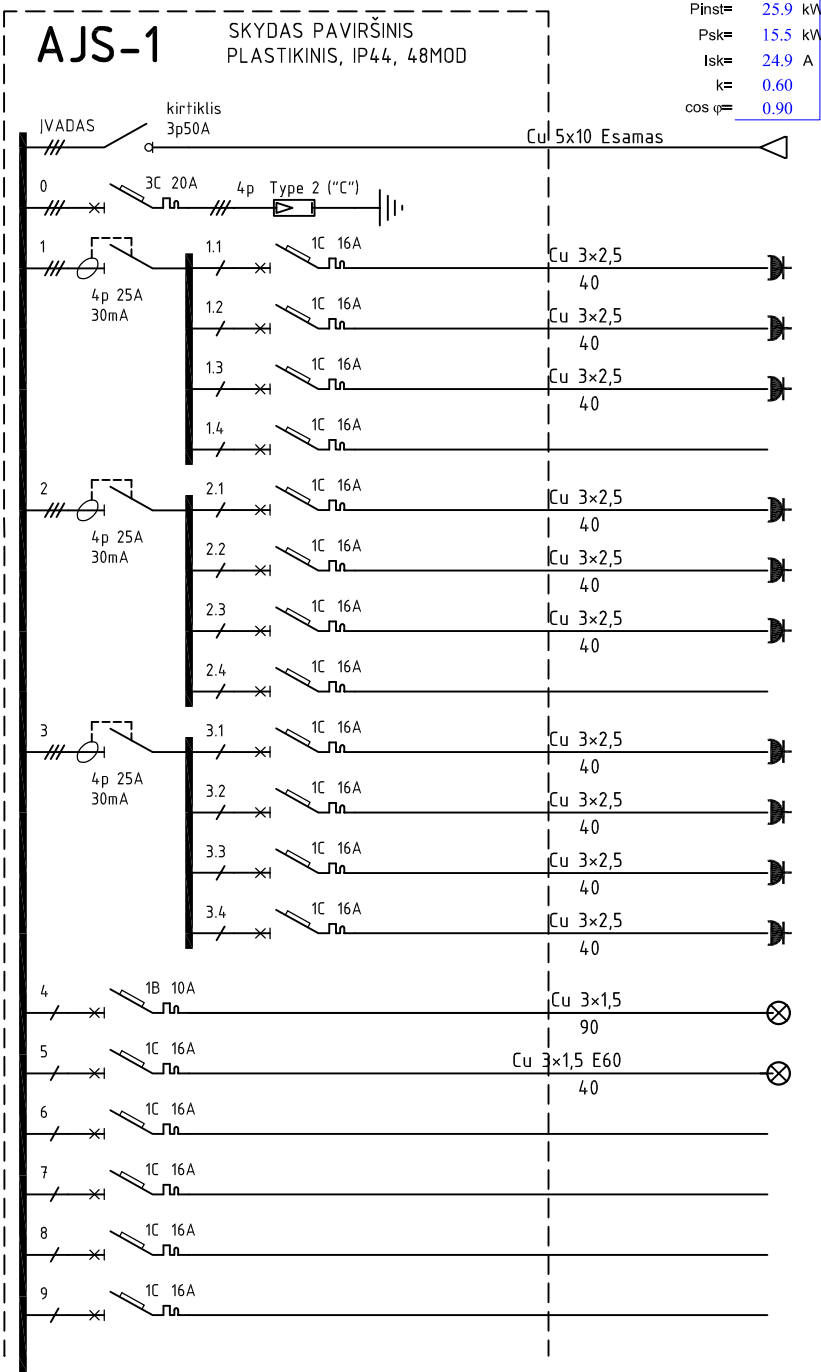 AJS-1
SKYDAS PAVIRŠINIS
PLASTIKINIS, IP44, 48MOD
Pinst= 25.9 kW
Psk= 15.5 kW
Isk= 24.9 A
k= 0.60
cos φ= 0.90
ĮVADAS
kirtiklis
3p50A
Cu 5x10 Esamas
0
3C 20A
4p
Type 2 ("C")
1
4p 25A
30mA
1.1
1C 16A
Cu 3×2,5
40
1.2
1C 16A
Cu 3×2,5
40
1.3
1C 16A
Cu 3×2,5
40
1.4
1C 16A
2
4p 25A
30mA
2.1
1C 16A
Cu 3×2,5
40
2.2
1C 16A
Cu 3×2,5
40
2.3
1C 16A
Cu 3×2,5
40
2.4
1C 16A
3
4p 25A
30mA
3.1
1C 16A
Cu 3×2,5
40
3.2
1C 16A
Cu 3×2,5
40
3.3
1C 16A
Cu 3×2,5
40
3.4
1C 16A
Cu 3×2,5
40
4
1B 10A
Cu 3×1,5
90
5
1C 16A
Cu 3×1,5 E60
40
6
1C 16A
7
1C 16A
8
1C 16A
9
1C 16A